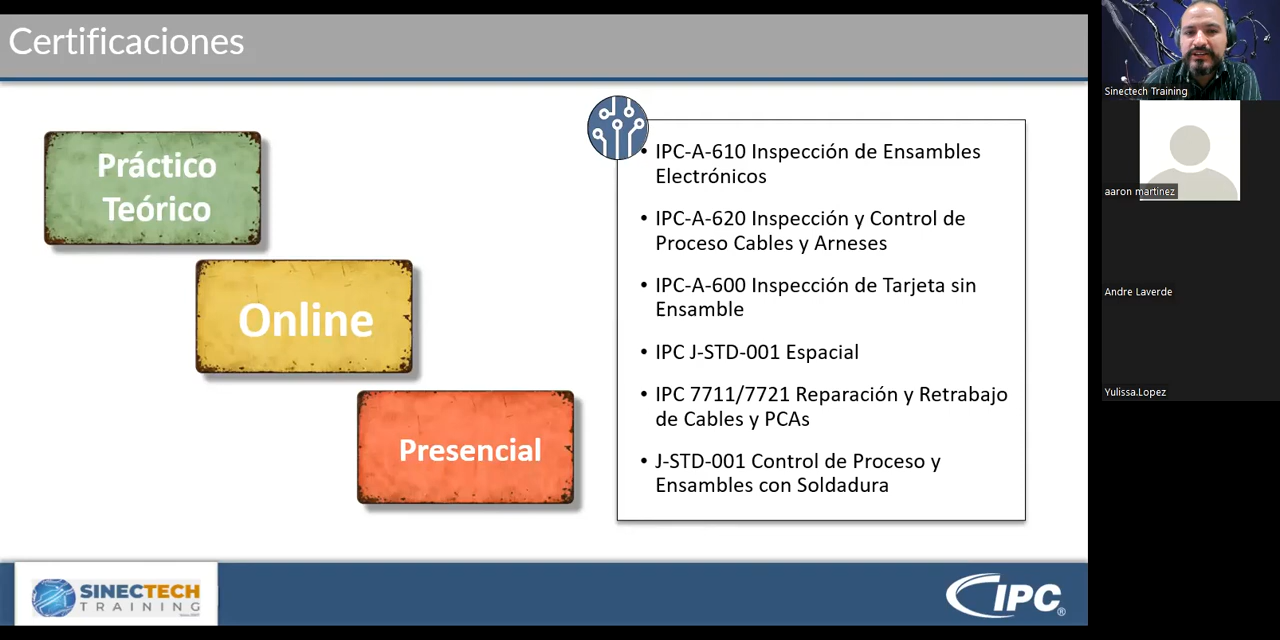 Certificaciones
Práctico
Teórico
Online
Presencial
• IPC-A-610 Inspección de Ensambles
Electrónicos
• IPC-A-620 Inspección y Control de
Proceso Cables y Arneses
• IPC-A-600 Inspección de Tarjeta sin
Ensamble
• IPC J-STD-001 Espacial
• IPC 7711/7721 Reparación y Retrabajo
de Cables y PCAs
• J-STD-001 Control de Proceso y
Ensambles con Soldadura
SINECTECH
TRAINING
IPC®
Sinectech Training
aaron martinez
Andre Laverde
Yulissa.Lopez